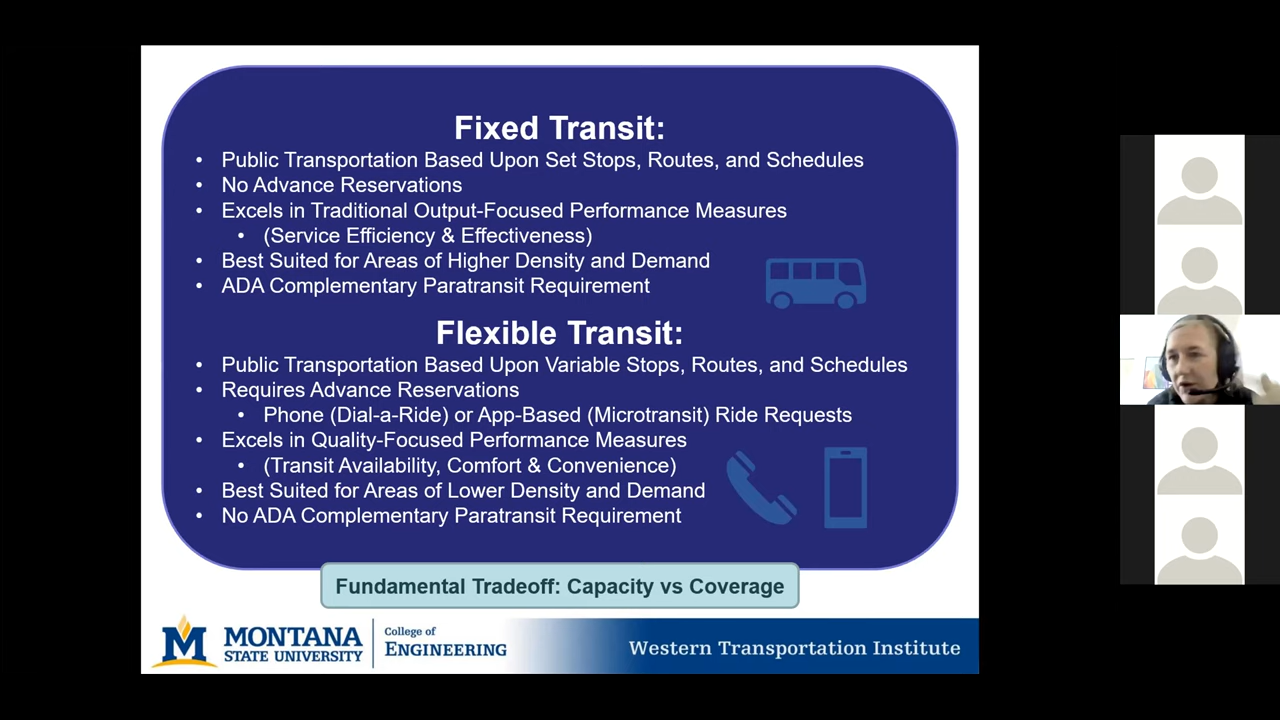 Fixed Transit:
• Public Transportation Based Upon Set Stops, Routes, and Schedules
• No Advance Reservations
• Excels in Traditional Output-Focused Performance Measures
• (Service Efficiency & Effectiveness)
• Best Suited for Areas of Higher Density and Demand
• ADA Complementary Paratransit Requirement
Flexible Transit:
• Public Transportation Based Upon Variable Stops, Routes, and Schedules
• Requires Advance Reservations
• Phone (Dial-a-Ride) or App-Based (Microtransit) Ride Requests
• Excels in Quality-Focused Performance Measures
• (Transit Availability, Comfort & Convenience)
• Best Suited for Areas of Lower Density and Demand
• No ADA Complementary Paratransit Requirement
Fundamental Tradeoff: Capacity vs Coverage
M MONTANA
STATE UNIVERSITY
College of
ENGINEERING
Western Transportation Institute